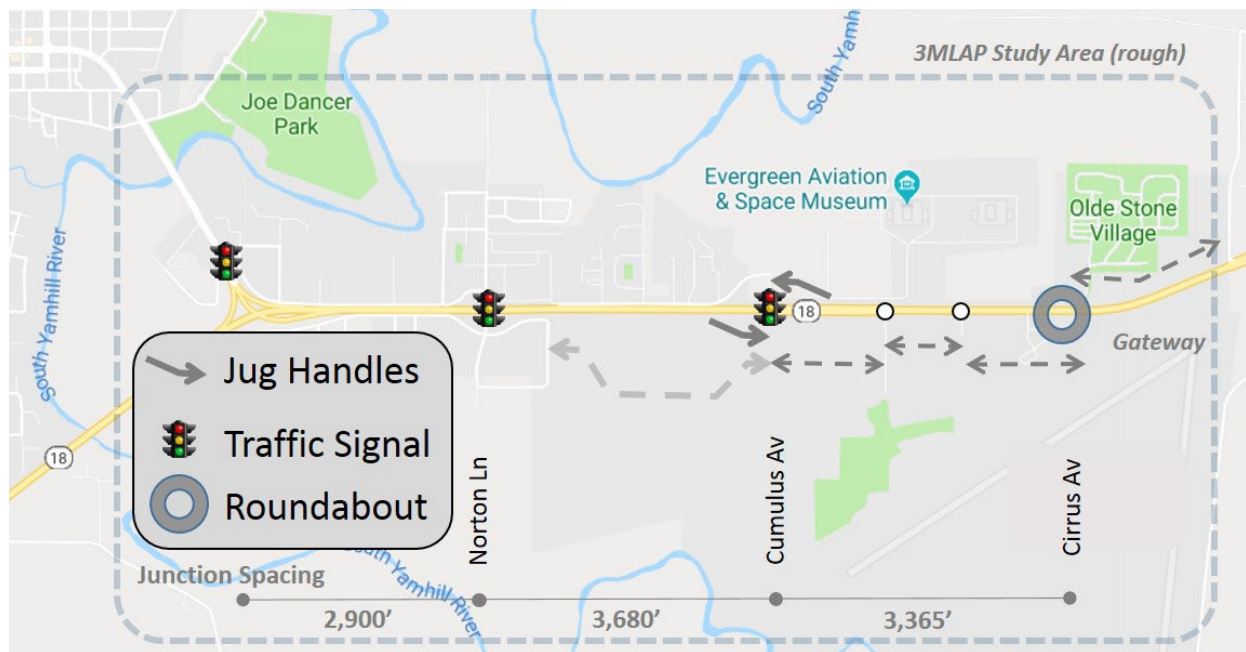 3MLAP Study Area (rough)
South Yamh
Joe Dancer
Park
Evergreen Aviation
& Space Museum
Olde Stone
Village
South Yamhill River
18
Gateway
Jug Handles
Traffic Signal
Roundabout
18
Norton Ln
Cumulus Av
Cirrus Av
South Yamhill River
Junction Spacing
2,900’
3,680’
3,365’